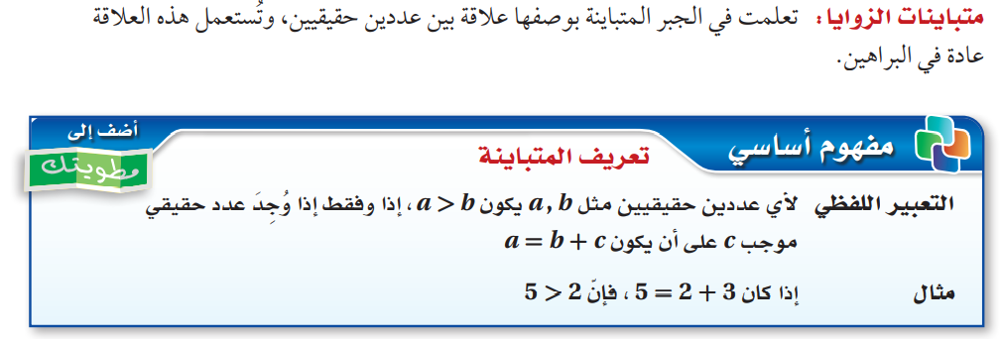 متباينات الزوايا: تعلمت في الجبر المتباينة بوصفها علاقة بين عددين حقيقيين، وتُستعمل هذه العلاقة
عادة في البراهين.
مفهوم أساسي
تعريف المتباينة
أضف إلى
مطويتك
التعبير اللفظي لأي عددين حقيقيين مثل a, b يكون a > b، إذا وفقط إذا وُجِدَ عدد حقيقي
موجب c على أن يكون a = b + c
مثال إذا كان 5 = 2 + 3 ، فإنّ 5 > 2